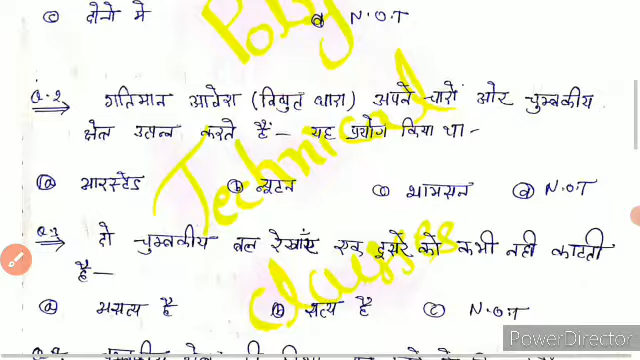 ⓒ दोनो मे ⓓ N.O.T
Q.2 गतिमान आवेश (विद्युत धारा) अपने चारों ओर चुम्बकीय
क्षेत्र उत्पन्न करते हैं - यह प्रयोग किया था -
ⓐ आरस्टेड ⓑ न्यूटन ⓒ थामसन ⓓ N.O.T
दो चुम्बकीय बल रेखाएँ एक दूसरे को कभी नही काटती
है -
ⓐ असत्य है ⓑ सत्य है ⓒ N.O.T
Poly
Technical
Classes
PowerDirector